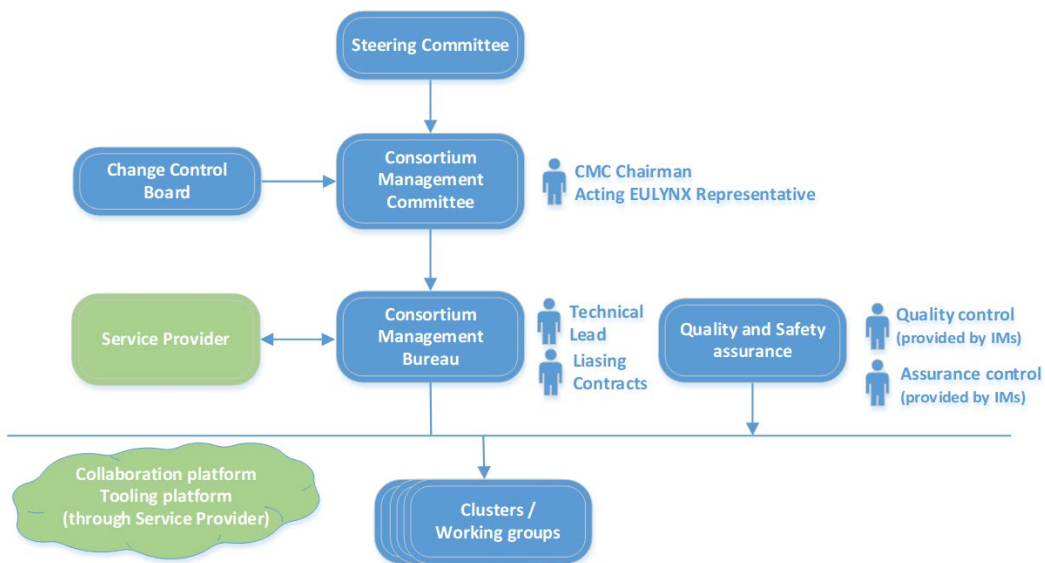 Steering Committee
Change Control
Board
Consortium
Management
Committee
CMC Chairman
Acting EULYNX Representative
Service Provider
Consortium
Management
Bureau
Technical
Lead
Liasing
Contracts
Quality and Safety
assurance
Quality control
(provided by IMs)
Assurance control
(provided by IMs)
Collaboration platform
Tooling platform
(through Service Provider)
Clusters /
Working groups